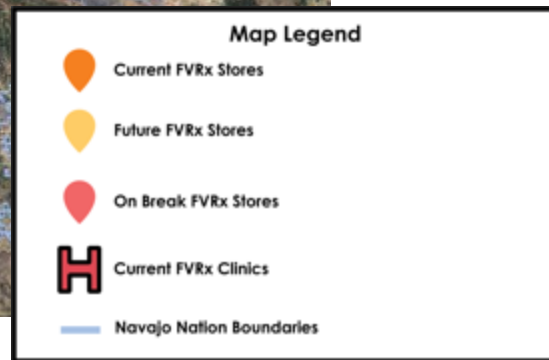 Map Legend
Current FVRx Stores
Future FVRx Stores
On Break FVRx Stores
H
Current FVRx Clinics
Navajo Nation Boundaries